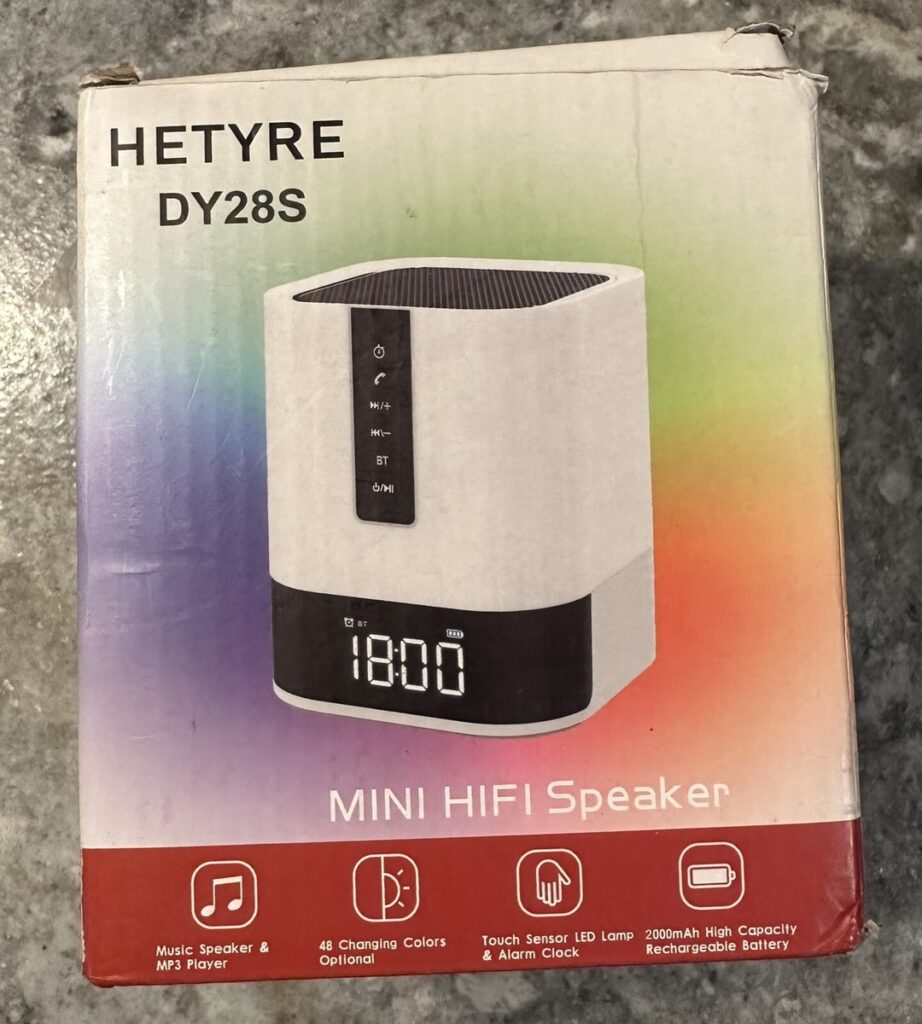 HETYRE
DY28S
⏭/+
⏮\−
BT
⏻/⏯
BT
18:00
MINI HIFI Speaker
Music Speaker &
MP3 Player
48 Changing Colors
Optional
Touch Sensor LED Lamp
& Alarm Clock
2000mAh High Capacity
Rechargeable Battery